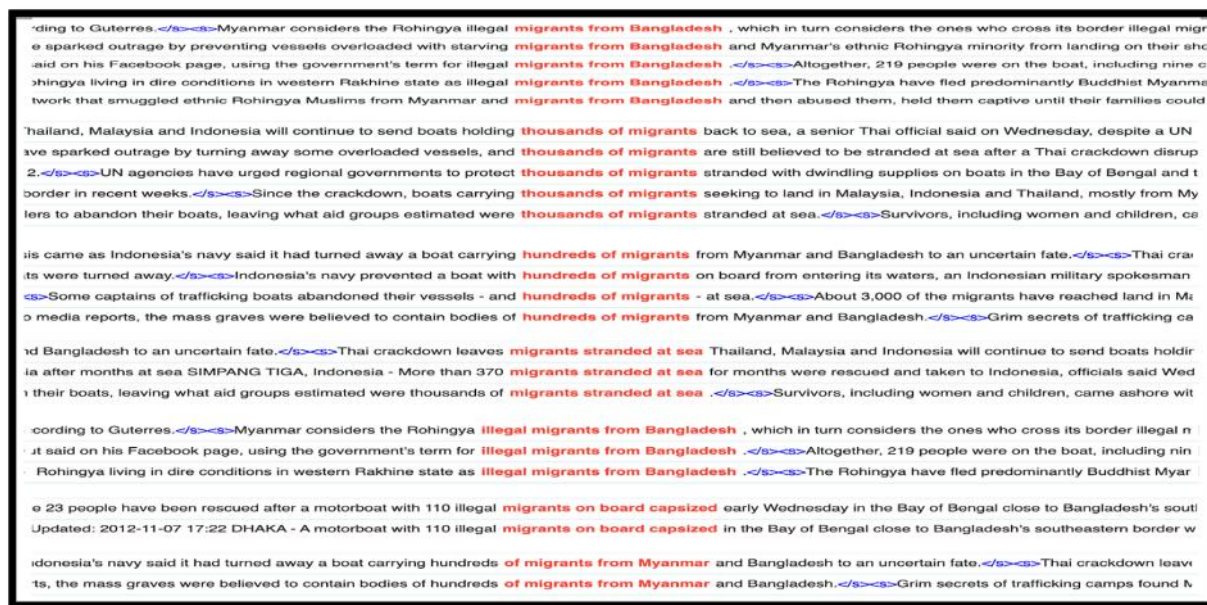 ding to Guterres.</s><s>Myanmar considers the Rohingya illegal migrants from Bangladesh , which in turn considers the ones who cross its border illegal migr
e sparked outrage by preventing vessels overloaded with starving migrants from Bangladesh and Myanmar's ethnic Rohingya minority from landing on their sho
said on his Facebook page, using the government's term for illegal migrants from Bangladesh .</s><s>Altogether, 219 people were on the boat, including nine c
ohingya living in dire conditions in western Rakhine state as illegal migrants from Bangladesh .</s><s>The Rohingya have fled predominantly Buddhist Myanma
twork that smuggled ethnic Rohingya Muslims from Myanmar and migrants from Bangladesh and then abused them, held them captive until their families could
Thailand, Malaysia and Indonesia will continue to send boats holding thousands of migrants back to sea, a senior Thai official said on Wednesday, despite a UN
ave sparked outrage by turning away some overloaded vessels, and thousands of migrants are still believed to be stranded at sea after a Thai crackdown disrup
2.</s><s>UN agencies have urged regional governments to protect thousands of migrants stranded with dwindling supplies on boats in the Bay of Bengal and t
border in recent weeks.</s><s>Since the crackdown, boats carrying thousands of migrants seeking to land in Malaysia, Indonesia and Thailand, mostly from My
lers to abandon their boats, leaving what aid groups estimated were thousands of migrants stranded at sea.</s><s>Survivors, including women and children, ca
sis came as Indonesia's navy said it had turned away a boat carrying hundreds of migrants from Myanmar and Bangladesh to an uncertain fate.</s><s>Thai cra
ts were turned away.</s><s>Indonesia's navy prevented a boat with hundreds of migrants on board from entering its waters, an Indonesian military spokesman
<s>Some captains of trafficking boats abandoned their vessels - and hundreds of migrants - at sea.</s><s>About 3,000 of the migrants have reached land in Ma
o media reports, the mass graves were believed to contain bodies of hundreds of migrants from Myanmar and Bangladesh.</s><s>Grim secrets of trafficking ca
nd Bangladesh to an uncertain fate.</s><s>Thai crackdown leaves migrants stranded at sea Thailand, Malaysia and Indonesia will continue to send boats holdir
ia after months at sea SIMPANG TIGA, Indonesia - More than 370 migrants stranded at sea for months were rescued and taken to Indonesia, officials said Wed
their boats, leaving what aid groups estimated were thousands of migrants stranded at sea .</s><s>Survivors, including women and children, came ashore wit
cording to Guterres.</s><s>Myanmar considers the Rohingya illegal migrants from Bangladesh , which in turn considers the ones who cross its border illegal n
ut said on his Facebook page, using the government's term for illegal migrants from Bangladesh .</s><s>Altogether, 219 people were on the boat, including nin
Rohingya living in dire conditions in western Rakhine state as illegal migrants from Bangladesh .</s><s>The Rohingya have fled predominantly Buddhist Myar
e 23 people have been rescued after a motorboat with 110 illegal migrants on board capsized early Wednesday in the Bay of Bengal close to Bangladesh's soutl
Updated: 2012-11-07 17:22 DHAKA - A motorboat with 110 illegal migrants on board capsized in the Bay of Bengal close to Bangladesh's southeastern border w
idonesia's navy said it had turned away a boat carrying hundreds of migrants from Myanmar and Bangladesh to an uncertain fate.</s><s>Thai crackdown leave
rts, the mass graves were believed to contain bodies of hundreds of migrants from Myanmar and Bangladesh.</s><s>Grim secrets of trafficking camps found M